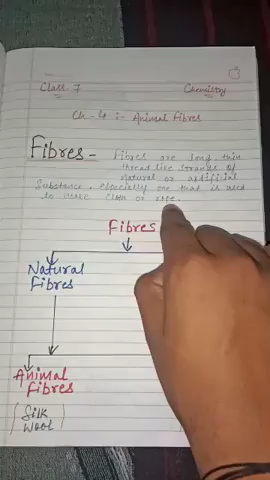 Class 7 Chemistry
Ch-4 :- Animal Fibres
Fibres - Fibres are long thin
thread like strands of
natural or artificial
substance, especially one that is used
to make cloth or rope.
Fibres
Natural
Fibres
Animal
Fibres
(Silk
Wool)